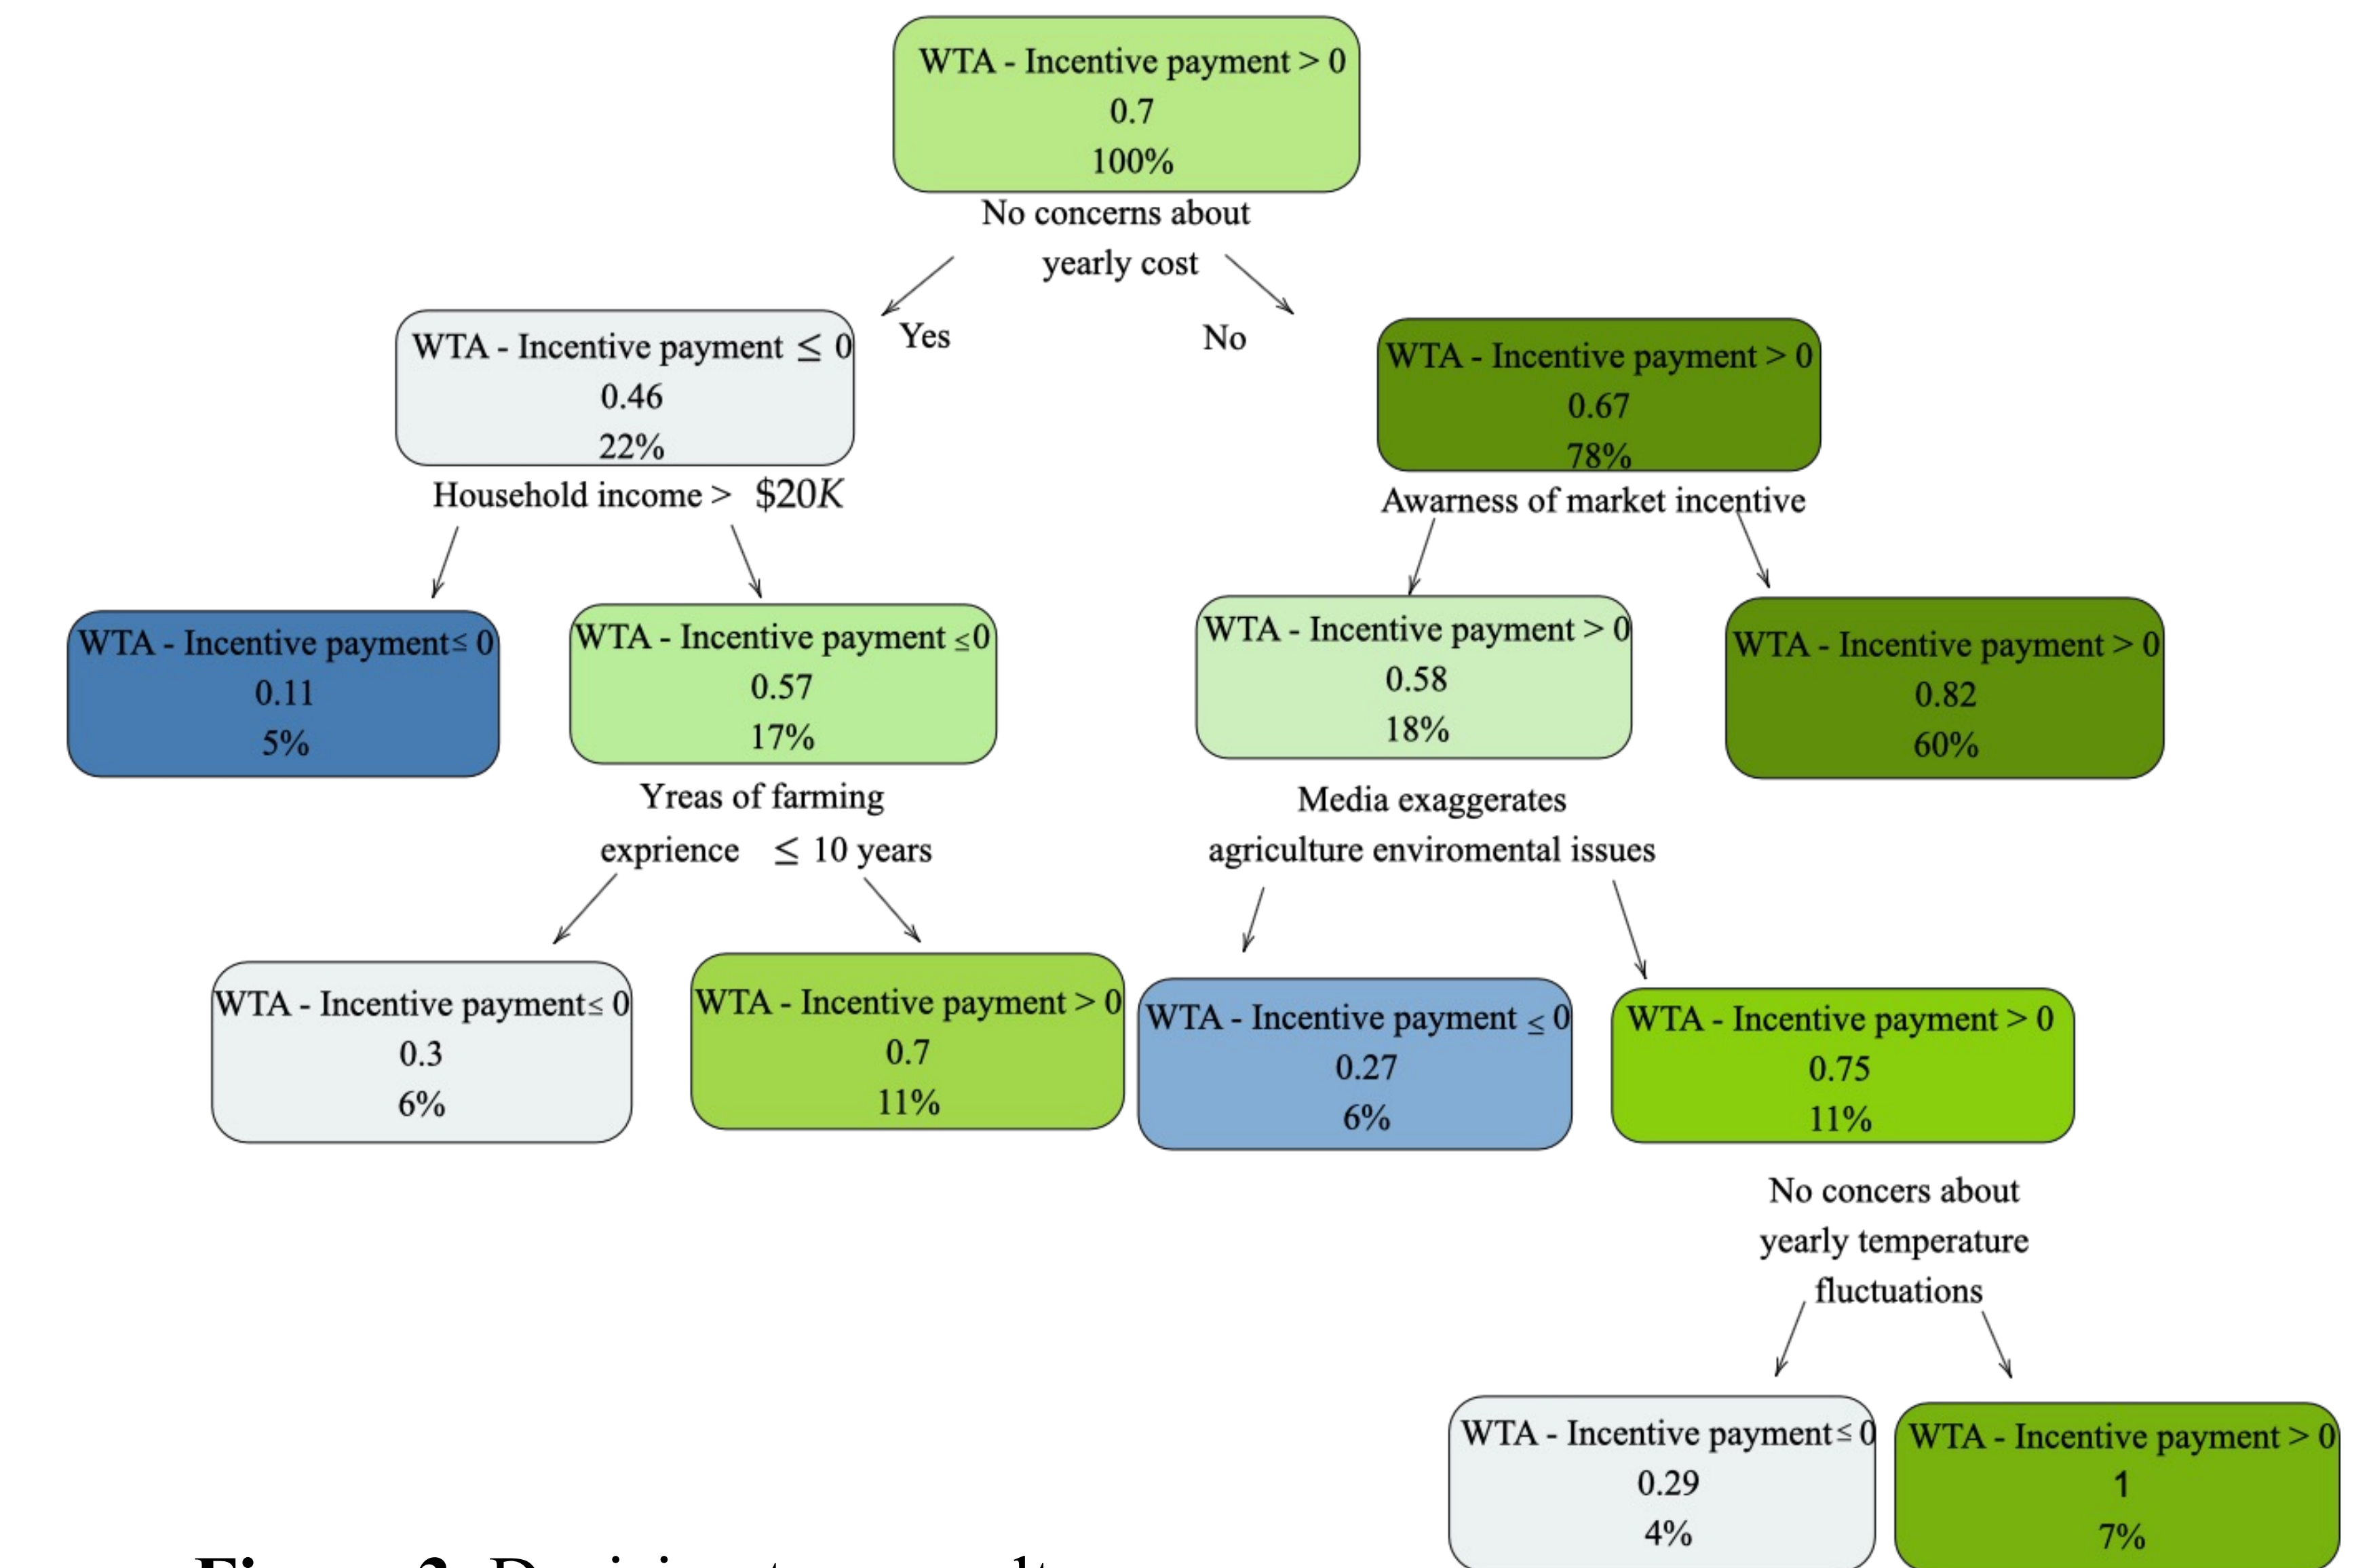 WTA - Incentive payment > 0
0.7
100%
No concerns about
yearly cost
Yes
No
WTA - Incentive payment ≤ 0
0.46
22%
WTA - Incentive payment > 0
0.67
78%
Household income > $20K
Awarness of market incentive
WTA - Incentive payment≤ 0
0.11
5%
WTA - Incentive payment ≤0
0.57
17%
WTA - Incentive payment > 0
0.58
18%
WTA - Incentive payment > 0
0.82
60%
Yreas of farming
exprience ≤ 10 years
Media exaggerates
agriculture enviromental issues
WTA - Incentive payment≤ 0
0.3
6%
WTA - Incentive payment > 0
0.7
11%
WTA - Incentive payment ≤ 0
0.27
6%
WTA - Incentive payment > 0
0.75
11%
No concers about
yearly temperature
fluctuations
WTA - Incentive payment≤ 0
0.29
4%
WTA - Incentive payment > 0
1
7%